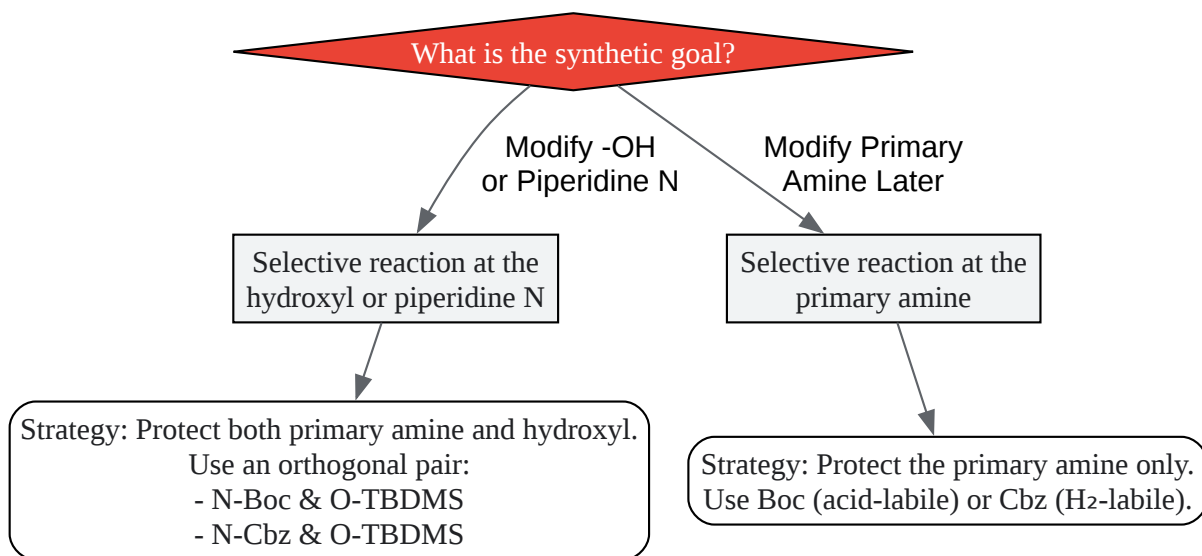 What is the synthetic goal?
Modify -OH
or Piperidine N
Modify Primary
Amine Later
Selective reaction at the
hydroxyl or piperidine N
Selective reaction at the
primary amine
Strategy: Protect both primary amine and hydroxyl.
Use an orthogonal pair:
- N-Boc & O-TBDMS
- N-Cbz & O-TBDMS
Strategy: Protect the primary amine only.
Use Boc (acid-labile) or Cbz (H₂-labile).